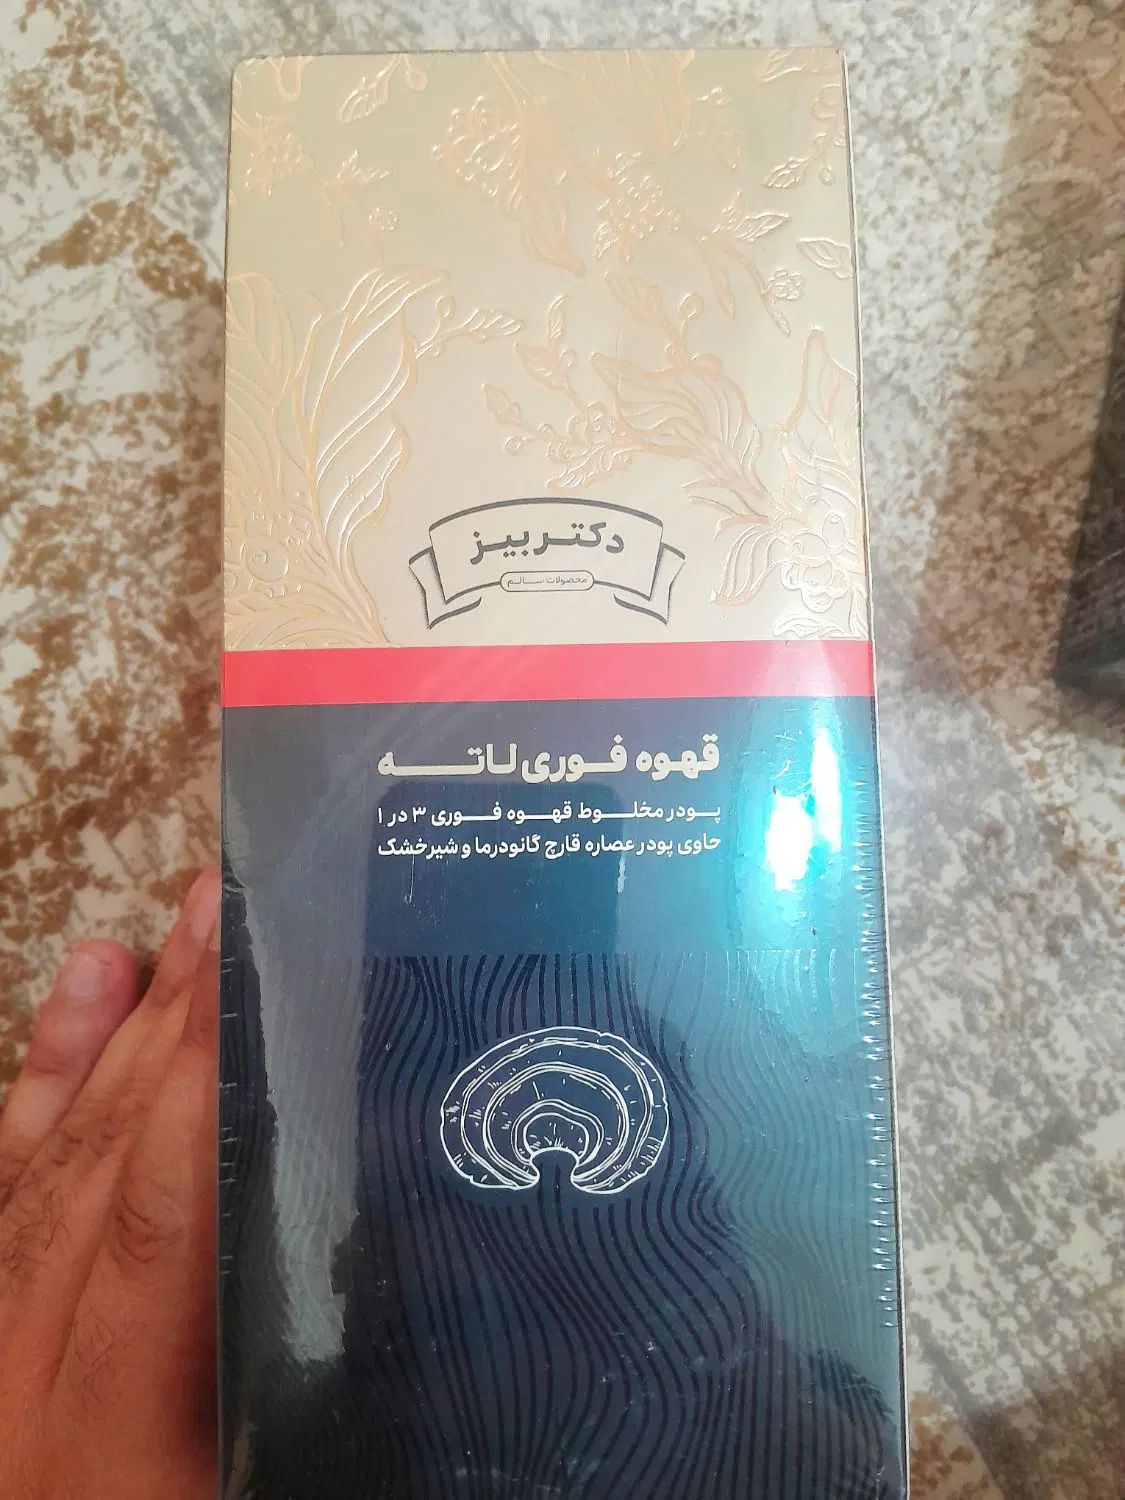 دکتر بیز
محصولات سالم
قهوه فوری لاته
پودر مخلوط قهوه فوری ۳ در ۱
حاوی پودر عصاره قارچ گانودرما و شیرخشک